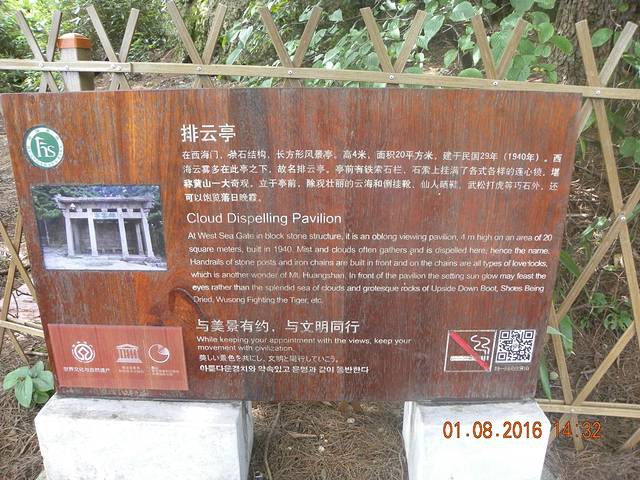 排云亭
在西海门，条石结构，长方形风景亭。高4米，面积20平方米，建于民国29年（1940年）。西
海云雾多在此亭之下，故名排云亭。亭前有铁索石栏，石索上挂满了各式各样的连心锁，堪
称黄山一大奇观。立于亭前，除观壮丽的云海和倒挂靴、仙人晒鞋、武松打虎等巧石外，还
可以饱览落日晚霞。
Cloud Dispelling Pavilion
At West Sea Gate in block stone structure, it is an oblong viewing pavilion, 4 m high on an area of 20
square meters, built in 1940. Mist and clouds often gathers and is dispelled here, hence the name.
Handrails of stone posts and iron chains are built in front and on the chains are all types of love locks,
which is another wonder of Mt. Huangshan. In front of the pavilion the setting sun glow may feast the
eyes rather than the splendid sea of clouds and grotesque rocks of Upside Down Boot, Shoes Being
Dried, Wusong Fighting the Tiger, etc.
与美景有约，与文明同行
While keeping your appointment with the views, keep your
movement with civilization.
美しい景色を共にし、文明と同行していこう。
아름다운경치와 약속있고 문명과 같이 동반한다
世界文化与自然遗产
01.08.2016 14:32